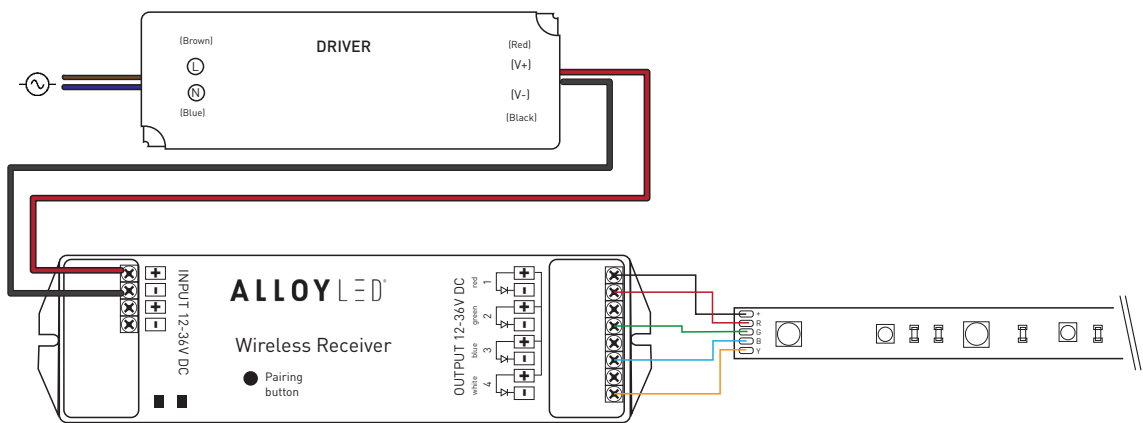 (Brown)
L
N
(Blue)
DRIVER
(Red)
(V+)
(V-)
(Black)
+
-
+
-
INPUT 12-36V DC
ALLOYLED®
Wireless Receiver
Pairing
button
OUTPUT 12-36V DC
red
1
+
-
green
2
+
-
blue
3
+
-
white
4
+
-
+
R
G
B
Y